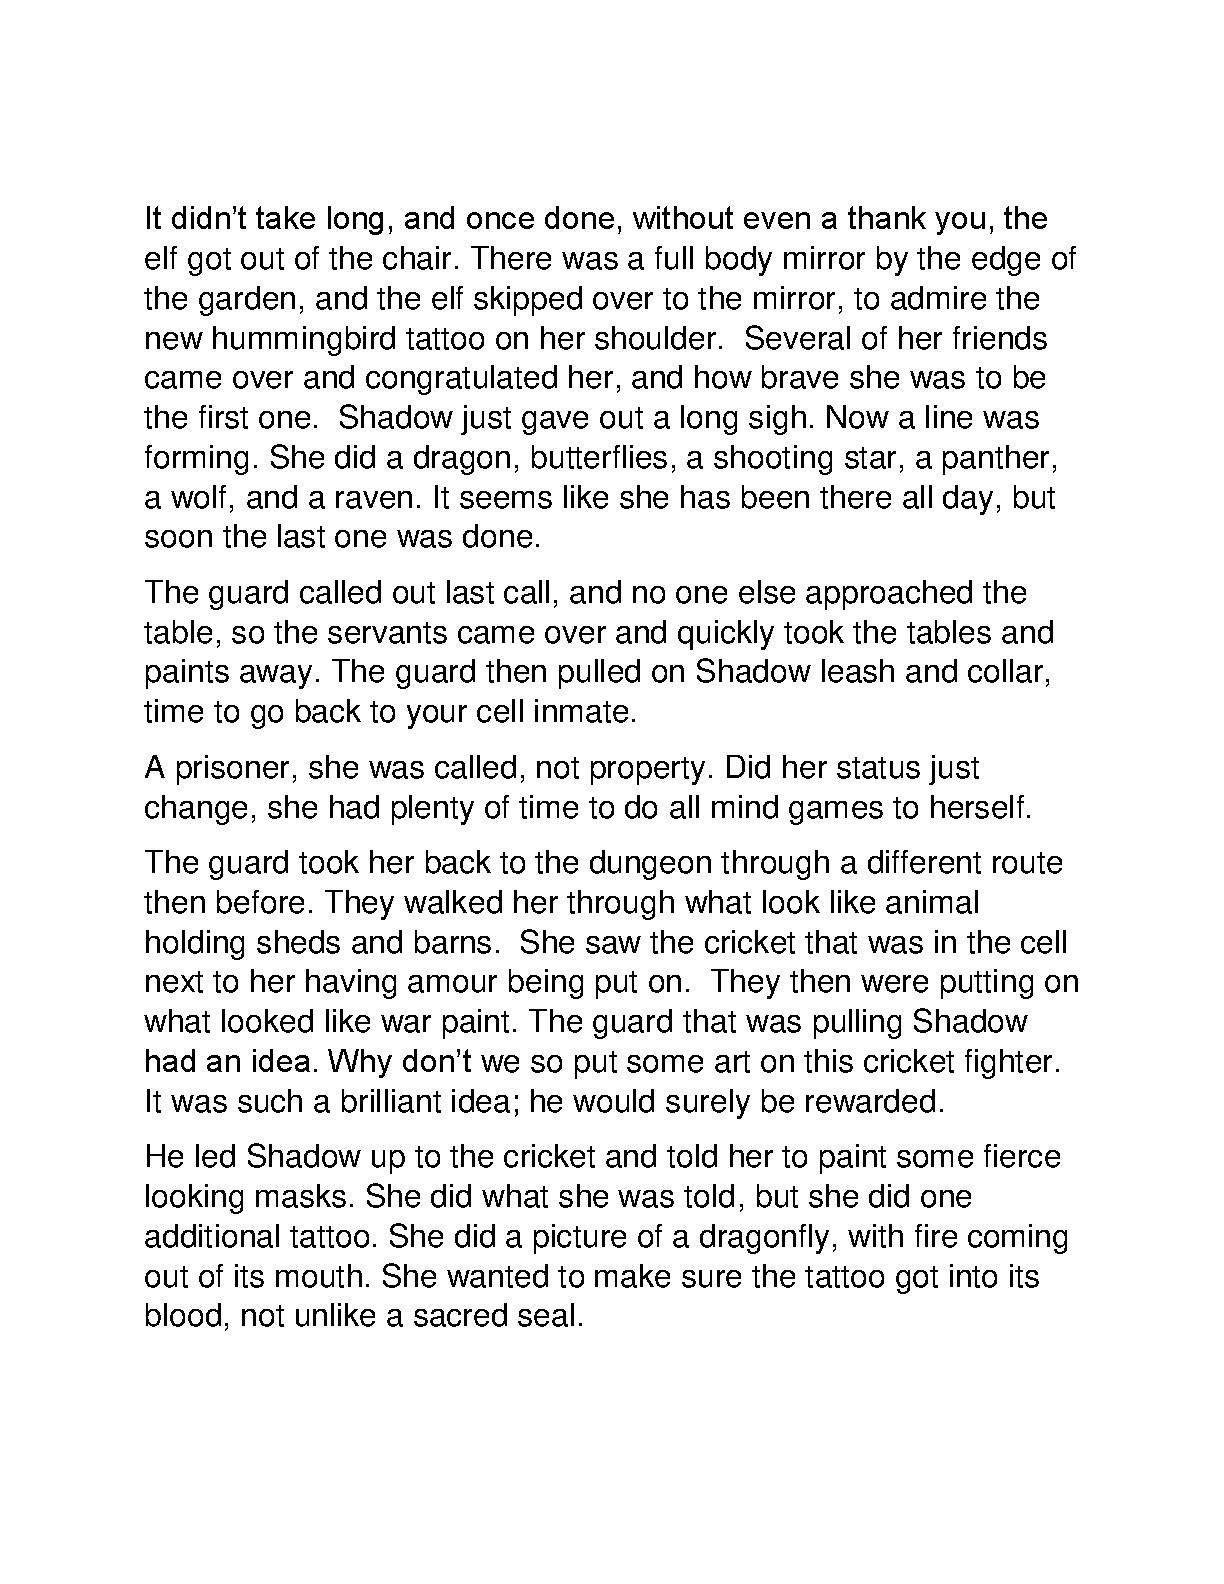 It didn’t take long, and once done, without even a thank you, the
elf got out of the chair. There was a full body mirror by the edge of
the garden, and the elf skipped over to the mirror, to admire the
new hummingbird tattoo on her shoulder.  Several of her friends
came over and congratulated her, and how brave she was to be
the first one.  Shadow just gave out a long sigh. Now a line was
forming. She did a dragon, butterflies, a shooting star, a panther,
a wolf, and a raven. It seems like she has been there all day, but
soon the last one was done.
The guard called out last call, and no one else approached the
table, so the servants came over and quickly took the tables and
paints away. The guard then pulled on Shadow leash and collar,
time to go back to your cell inmate.
A prisoner, she was called, not property. Did her status just
change, she had plenty of time to do all mind games to herself.
The guard took her back to the dungeon through a different route
then before. They walked her through what look like animal
holding sheds and barns.  She saw the cricket that was in the cell
next to her having amour being put on.  They then were putting on
what looked like war paint. The guard that was pulling Shadow
had an idea. Why don’t we so put some art on this cricket fighter.
It was such a brilliant idea; he would surely be rewarded.
He led Shadow up to the cricket and told her to paint some fierce
looking masks. She did what she was told, but she did one
additional tattoo. She did a picture of a dragonfly, with fire coming
out of its mouth. She wanted to make sure the tattoo got into its
blood, not unlike a sacred seal.